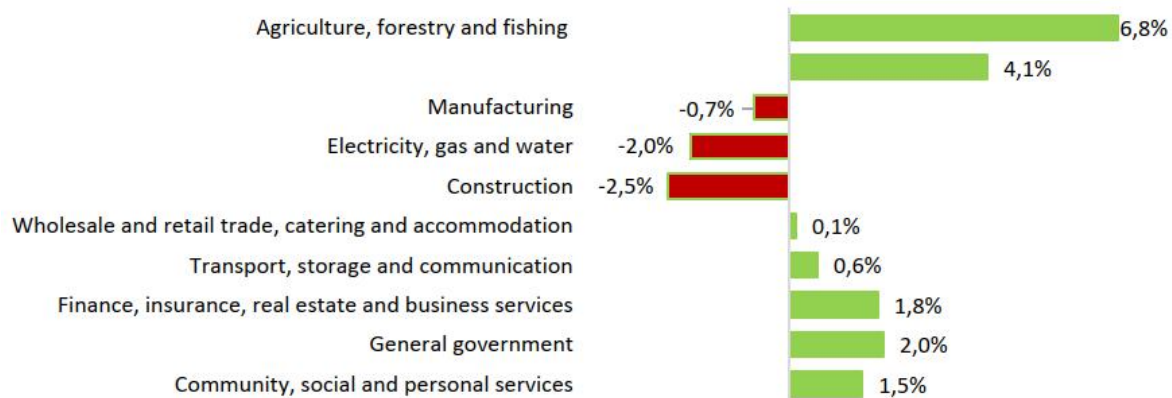 Agriculture, forestry and fishing 6,8%
4,1%
Manufacturing -0,7%
Electricity, gas and water -2,0%
Construction -2,5%
Wholesale and retail trade, catering and accommodation 0,1%
Transport, storage and communication 0,6%
Finance, insurance, real estate and business services 1,8%
General government 2,0%
Community, social and personal services 1,5%